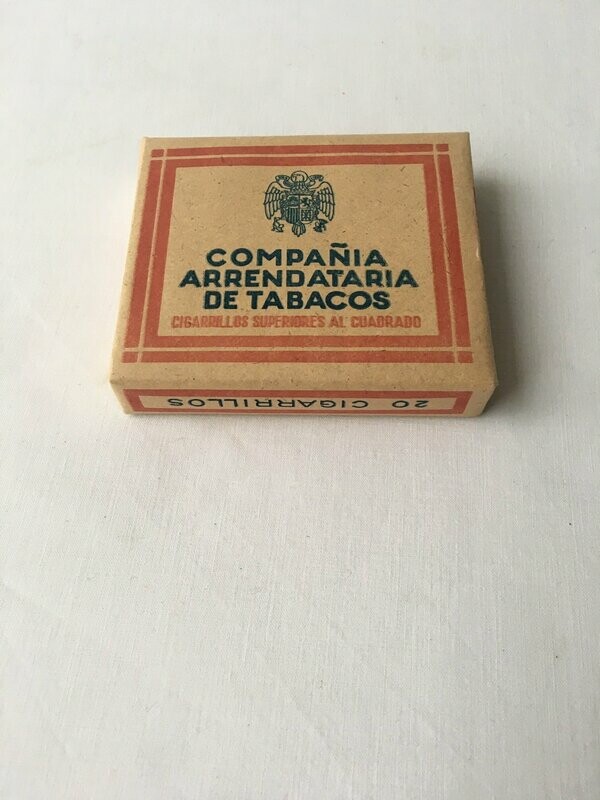 COMPAÑIA
ARRENDATARIA
DE TABACOS
CIGARRILLOS SUPERIORES AL CUADRADO
20 CIGARRILLOS